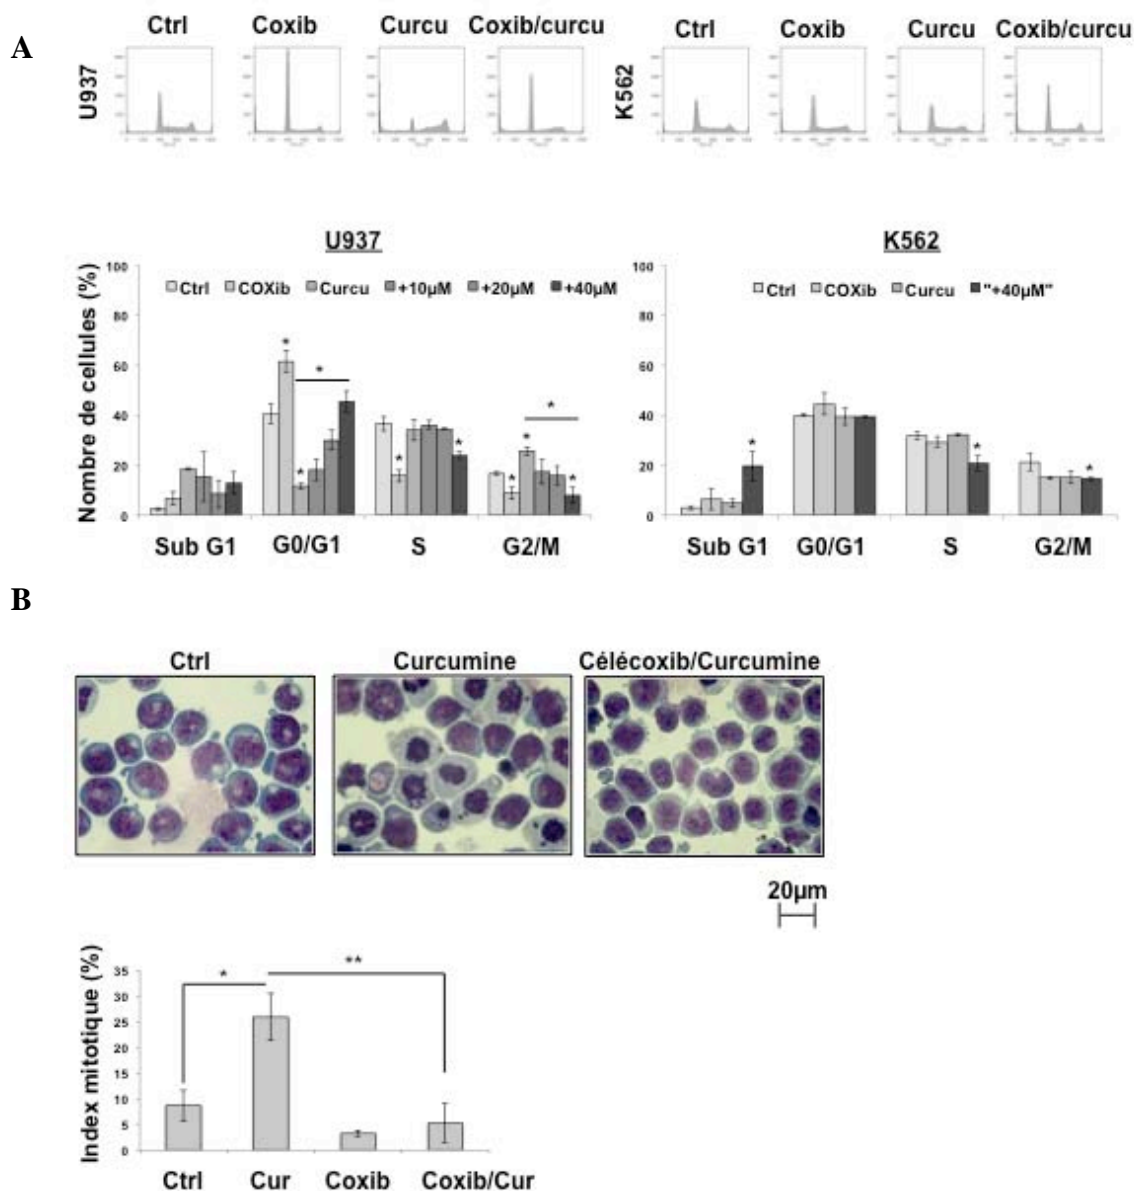 A
Ctrl Coxib Curcu Coxib/curcu Ctrl Coxib Curcu Coxib/curcu
U937
K562
U937
K562
Nombre de cellules (%)
100
80
60
40
20
0
Ctrl COXib Curcu +10µM +20µM +40µM
* * * * * * * * *
Sub G1 G0/G1 S G2/M
100
80
60
40
20
0
Ctrl COXib Curcu "+40µM"
* * *
Sub G1 G0/G1 S G2/M
B
Ctrl Curcumine Célécoxib/Curcumine
20µm
Index mitotique (%)
35
30
25
20
15
10
5
0
* **
Ctrl Cur Coxib Coxib/Cur